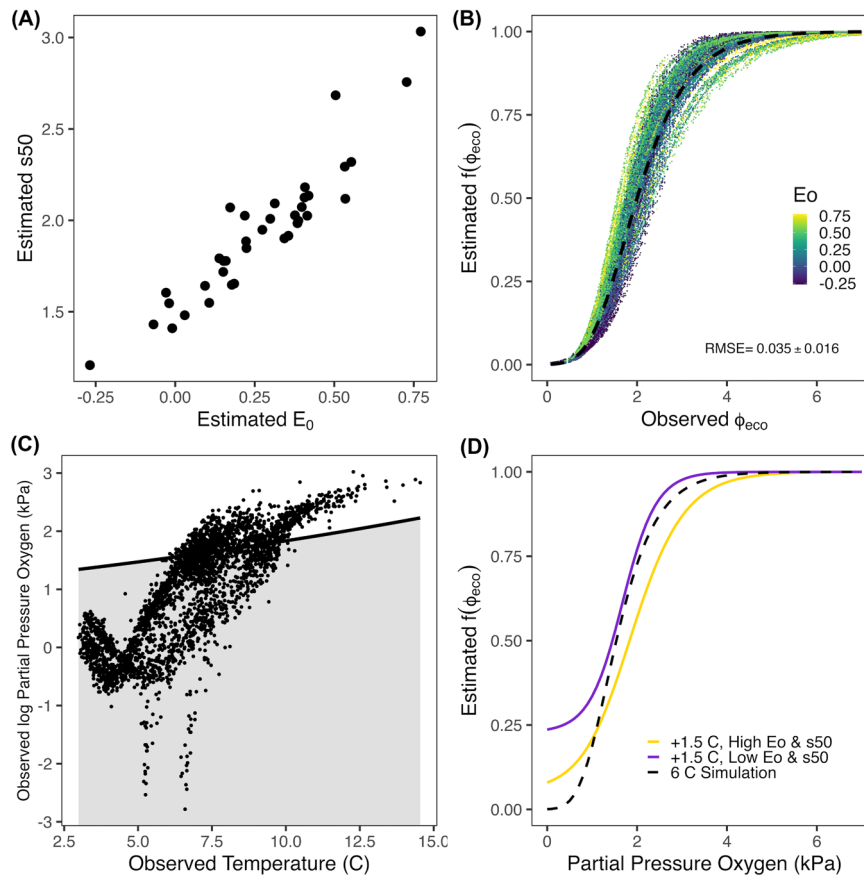 (A)
3.0
2.5
2.0
1.5
Estimated s50
-0.25 0.00 0.25 0.50 0.75
Estimated E0
(B)
1.00
0.75
0.50
0.25
0.00
Estimated f(ϕeco)
Eo
0.75
0.50
0.25
0.00
-0.25
RMSE= 0.035 ± 0.016
0 2 4 6
Observed ϕeco
(C)
3
2
1
0
-1
-2
-3
Observed log Partial Pressure Oxygen (kPa)
2.5 5.0 7.5 10.0 12.5 15.0
Observed Temperature (C)
(D)
1.00
0.75
0.50
0.25
0.00
Estimated f(ϕeco)
+1.5 C, High Eo & s50
+1.5 C, Low Eo & s50
6 C Simulation
0 2 4 6
Partial Pressure Oxygen (kPa)